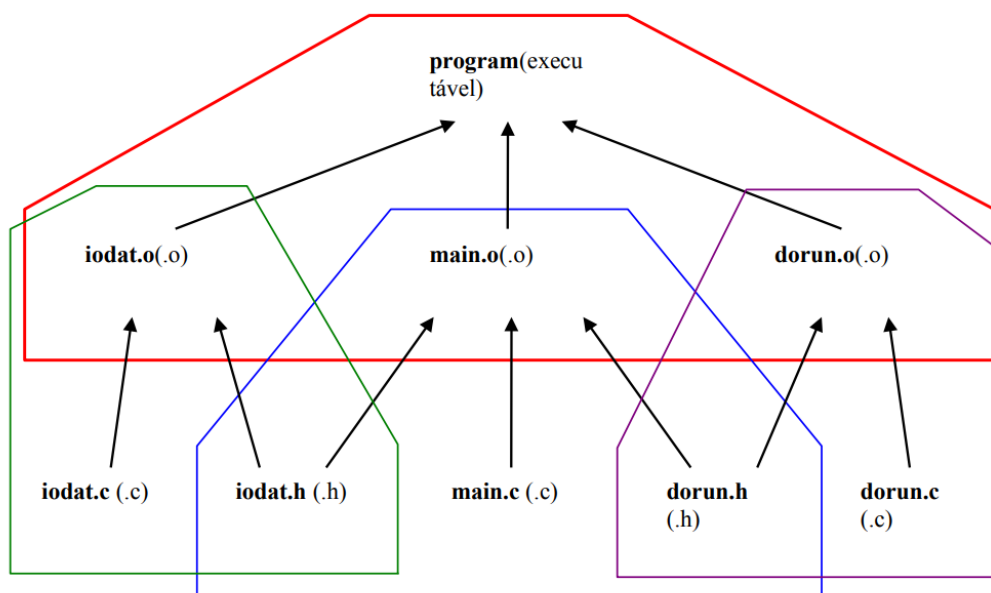 program(execu
tável)
iodat.o(.o)
main.o(.o)
dorun.o(.o)
iodat.c (.c)
iodat.h (.h)
main.c (.c)
dorun.h
(.h)
dorun.c
(.c)